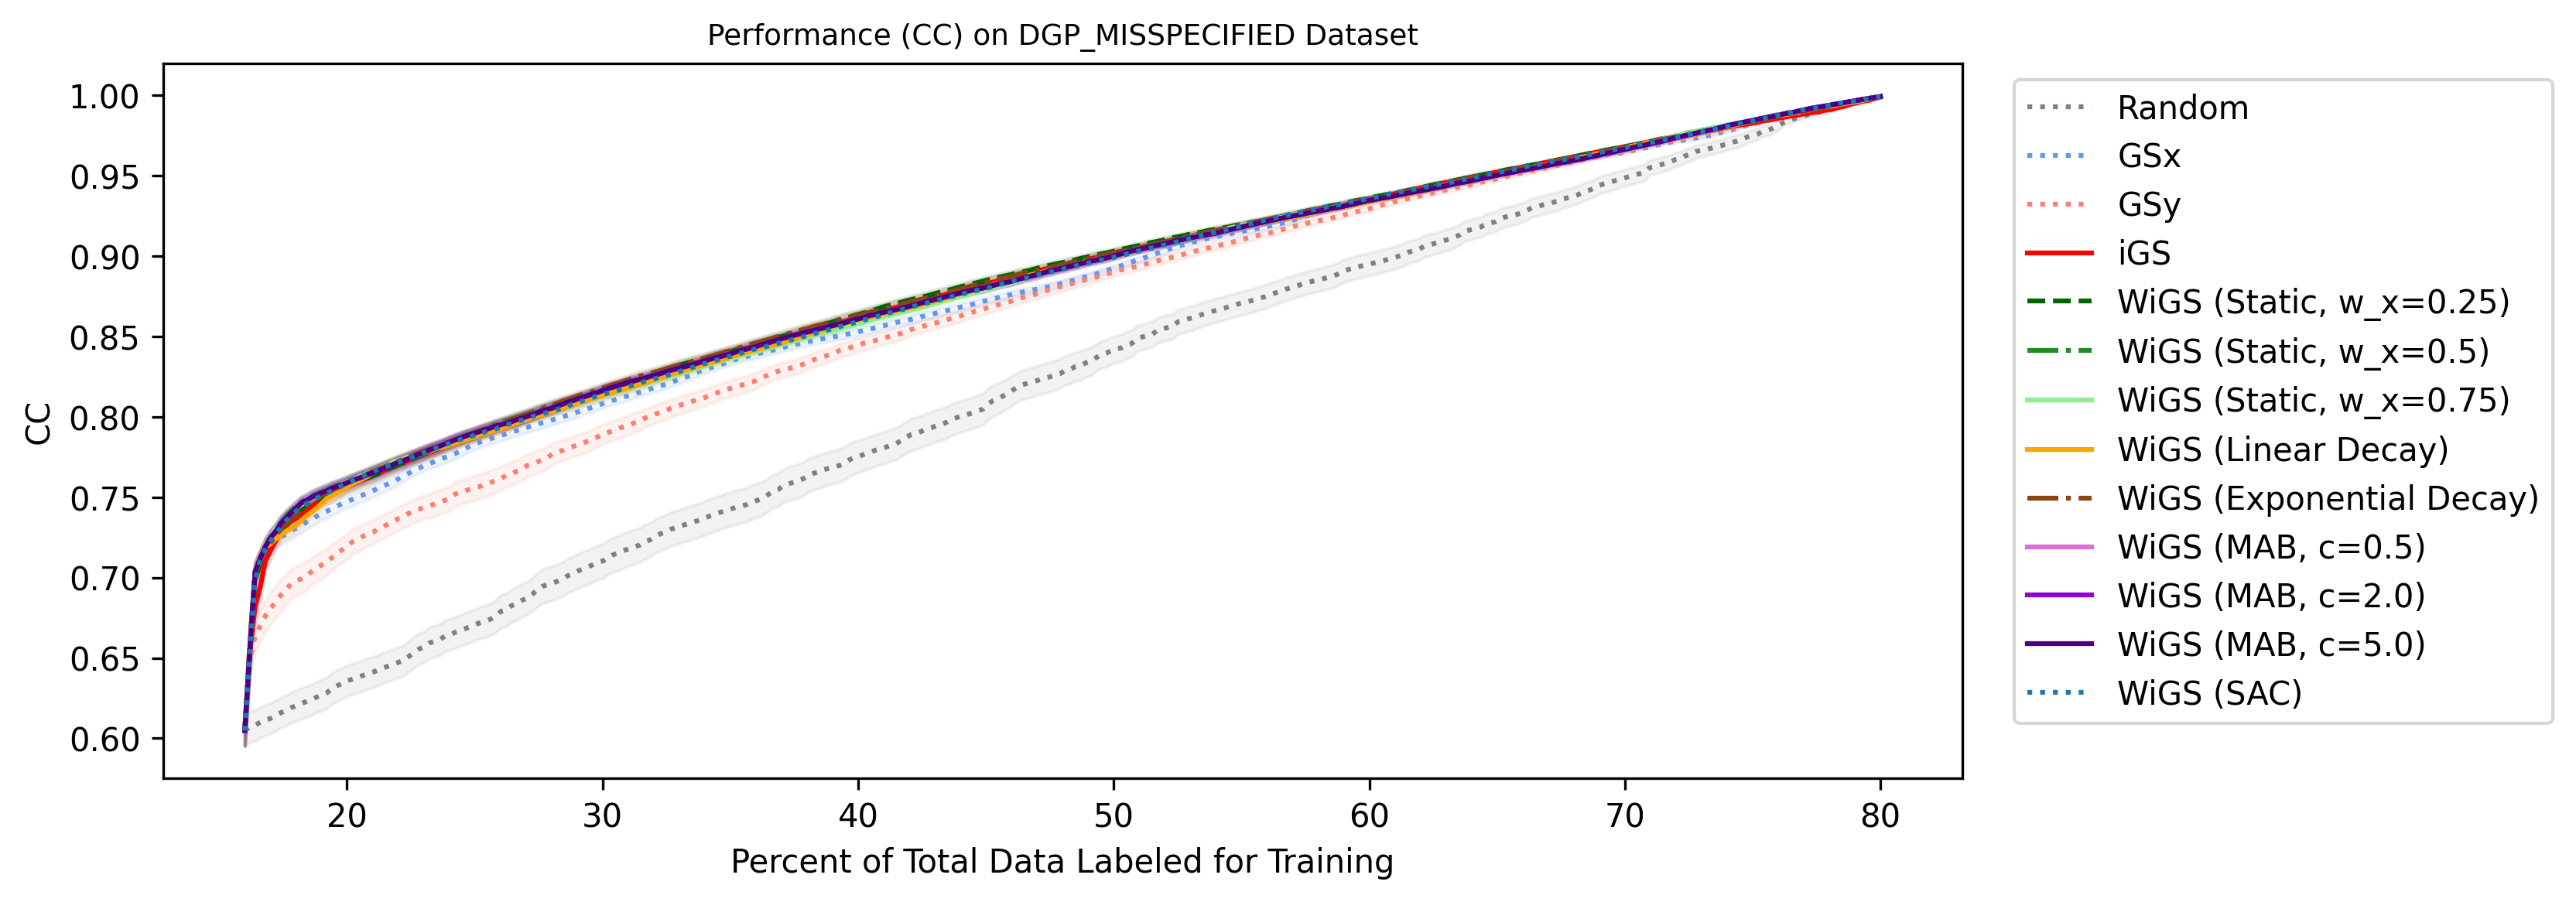 Performance (CC) on DGP_MISSPECIFIED Dataset
1.00
0.95
0.90
0.85
0.80
0.75
0.70
0.65
0.60
CC
20 30 40 50 60 70 80
Percent of Total Data Labeled for Training
Random
GSx
GSy
iGS
WiGS (Static, w_x=0.25)
WiGS (Static, w_x=0.5)
WiGS (Static, w_x=0.75)
WiGS (Linear Decay)
WiGS (Exponential Decay)
WiGS (MAB, c=0.5)
WiGS (MAB, c=2.0)
WiGS (MAB, c=5.0)
WiGS (SAC)